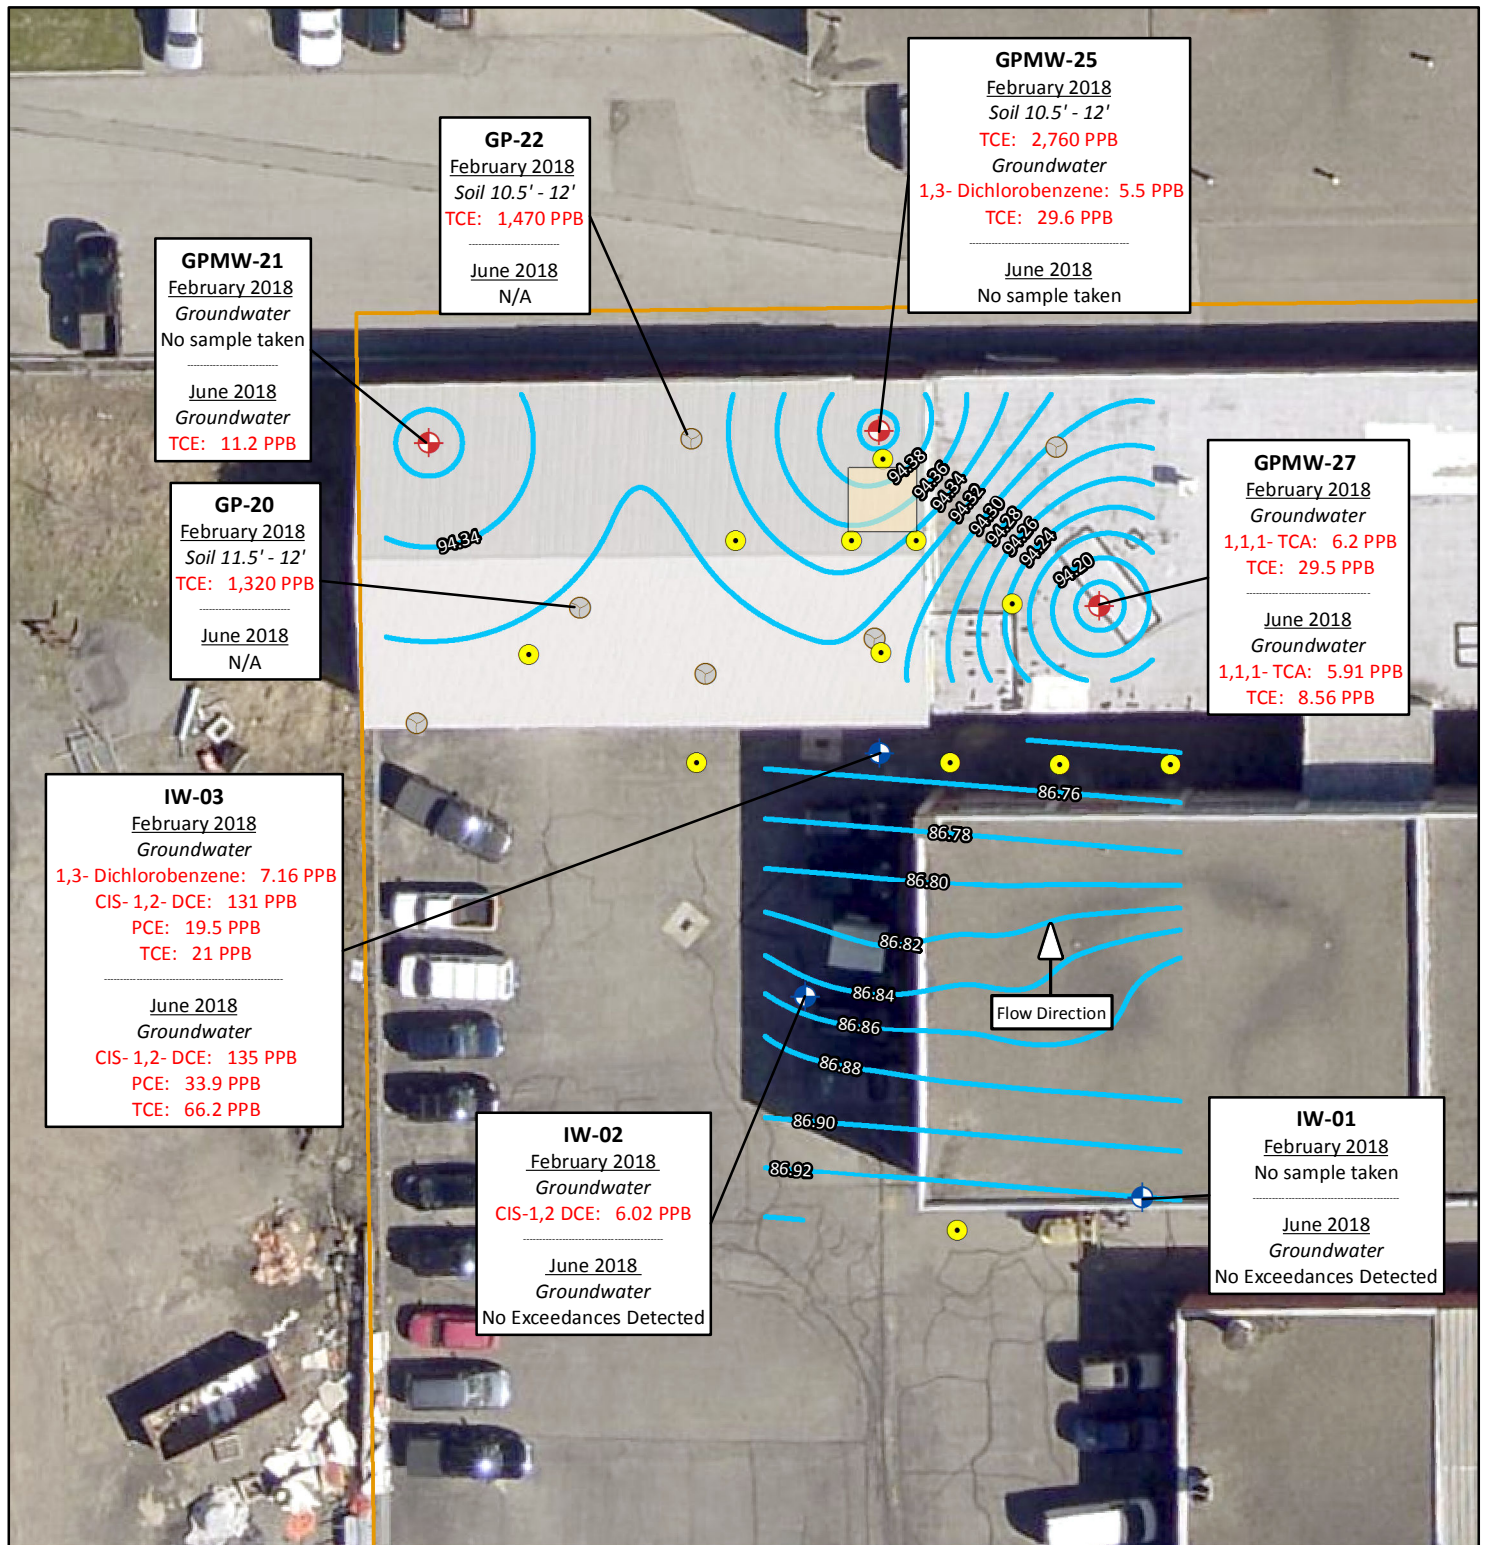 GPMW-25
February 2018
Soil 10.5' - 12'
TCE: 2,760 PPB
Groundwater
1,3- Dichlorobenzene: 5.5 PPB
TCE: 29.6 PPB
June 2018
No sample taken
GP-22
February 2018
Soil 10.5' - 12'
TCE: 1,470 PPB
June 2018
N/A
GPMW-21
February 2018
Groundwater
No sample taken
June 2018
Groundwater
TCE: 11.2 PPB
GPMW-27
February 2018
Groundwater
1,1,1- TCA: 6.2 PPB
TCE: 29.5 PPB
June 2018
Groundwater
1,1,1- TCA: 5.91 PPB
TCE: 8.56 PPB
GP-20
February 2018
Soil 11.5' - 12'
TCE: 1,320 PPB
June 2018
N/A
94.34
94.38
94.36
94.34
94.32
94.30
94.28
94.26
94.24
94.20
IW-03
February 2018
Groundwater
1,3- Dichlorobenzene: 7.16 PPB
CIS- 1,2- DCE: 131 PPB
PCE: 19.5 PPB
TCE: 21 PPB
June 2018
Groundwater
CIS- 1,2- DCE: 135 PPB
PCE: 33.9 PPB
TCE: 66.2 PPB
86.76
86.78
86.80
86.82
86.84
86.86
86.88
86.90
86.92
Flow Direction
IW-02
February 2018
Groundwater
CIS-1,2 DCE: 6.02 PPB
June 2018
Groundwater
No Exceedances Detected
IW-01
February 2018
No sample taken
June 2018
Groundwater
No Exceedances Detected